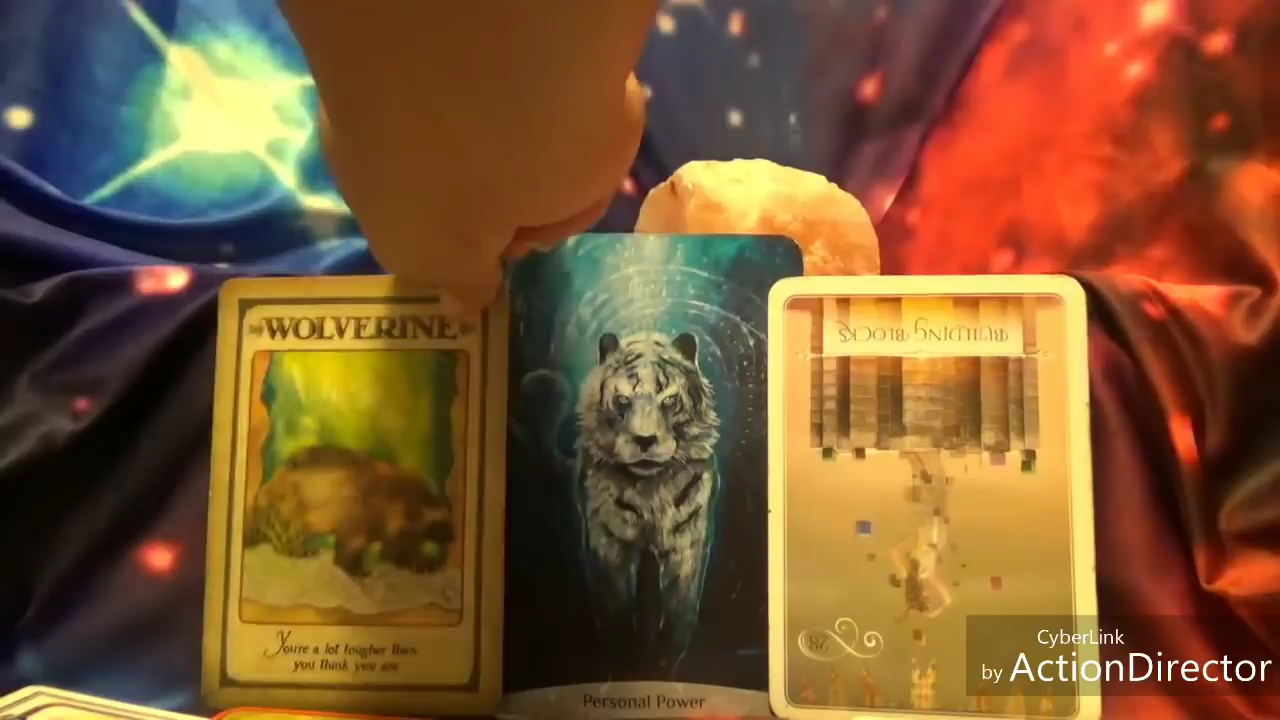 WOLVERINE
You're a lot tougher than
you think you are
Personal Power
BUILDING BLOCKS
28
CyberLink
by ActionDirector